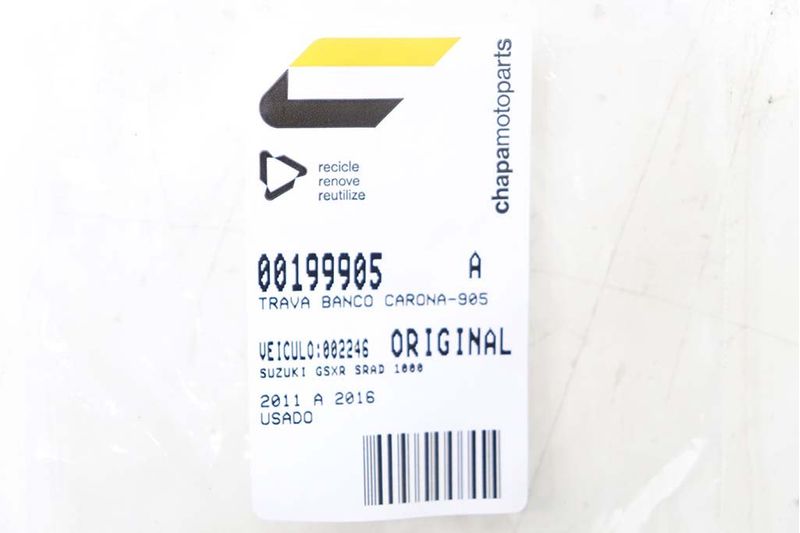 chapamotoparts
recicle
renove
reutilize
00199905 A
TRAVA BANCO CARONA-905
VEICULO:002246 ORIGINAL
SUZUKI GSXR SRAD 1000
2011 A 2016
USADO